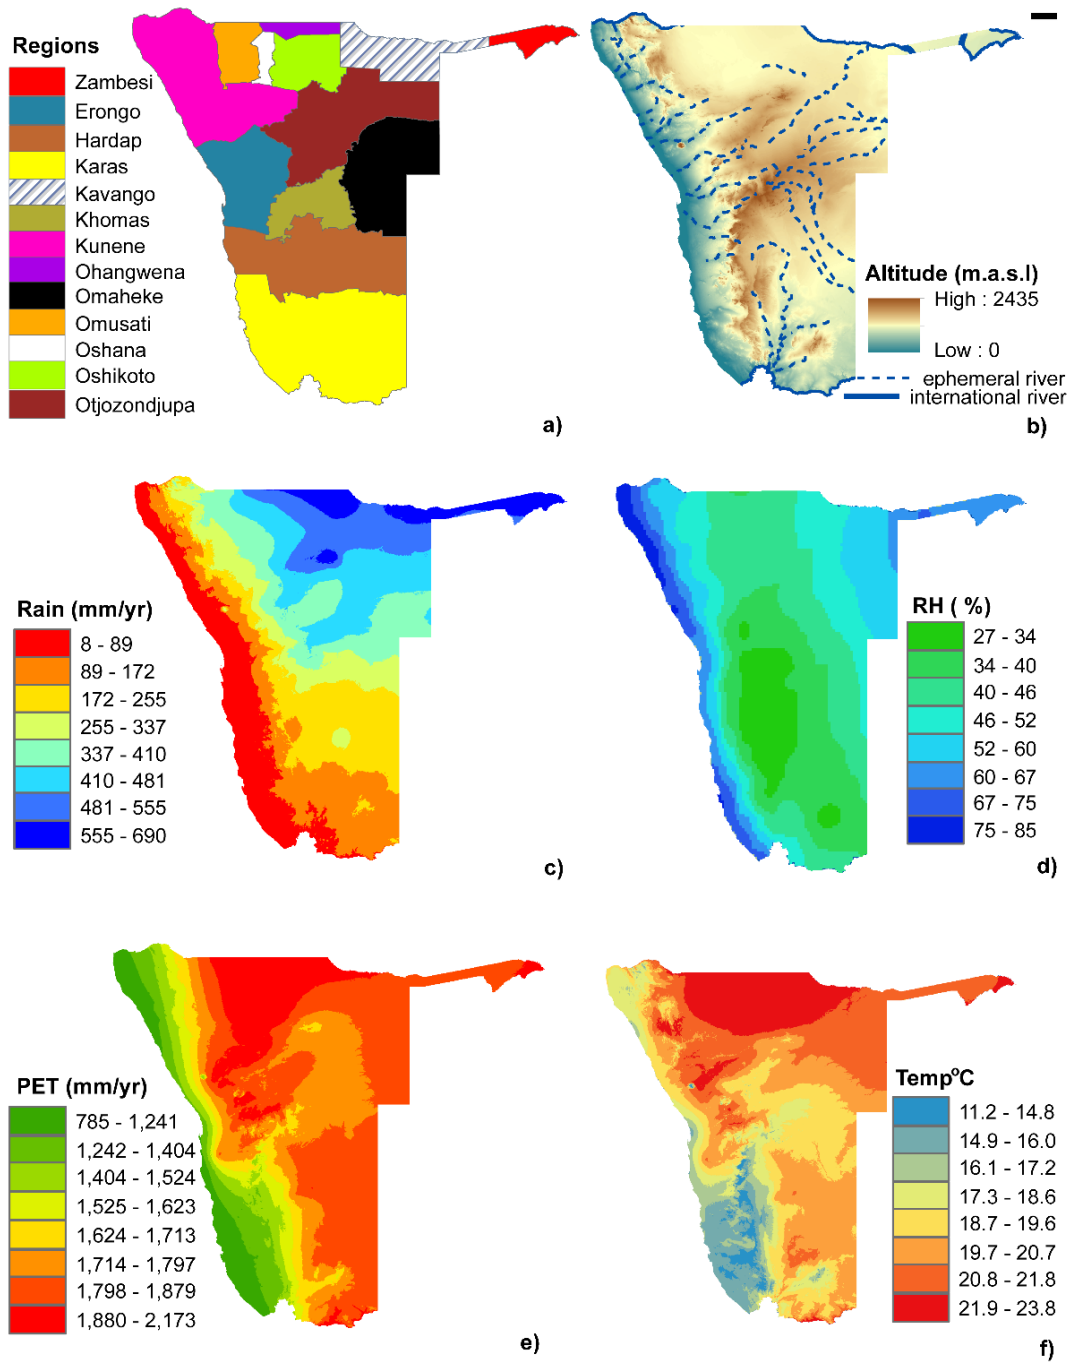 Regions
Zambesi
Erongo
Hardap
Karas
Kavango
Khomas
Kunene
Ohangwena
Omaheke
Omusati
Oshana
Oshikoto
Otjozondjupa
a)
Altitude (m.a.s.l)
High : 2435
Low : 0
ephemeral river
international river
b)
Rain (mm/yr)
8 - 89
89 - 172
172 - 255
255 - 337
337 - 410
410 - 481
481 - 555
555 - 690
c)
RH ( %)
27 - 34
34 - 40
40 - 46
46 - 52
52 - 60
60 - 67
67 - 75
75 - 85
d)
PET (mm/yr)
785 - 1,241
1,242 - 1,404
1,404 - 1,524
1,525 - 1,623
1,624 - 1,713
1,714 - 1,797
1,798 - 1,879
1,880 - 2,173
e)
Temp°C
11.2 - 14.8
14.9 - 16.0
16.1 - 17.2
17.3 - 18.6
18.7 - 19.6
19.7 - 20.7
20.8 - 21.8
21.9 - 23.8
f)